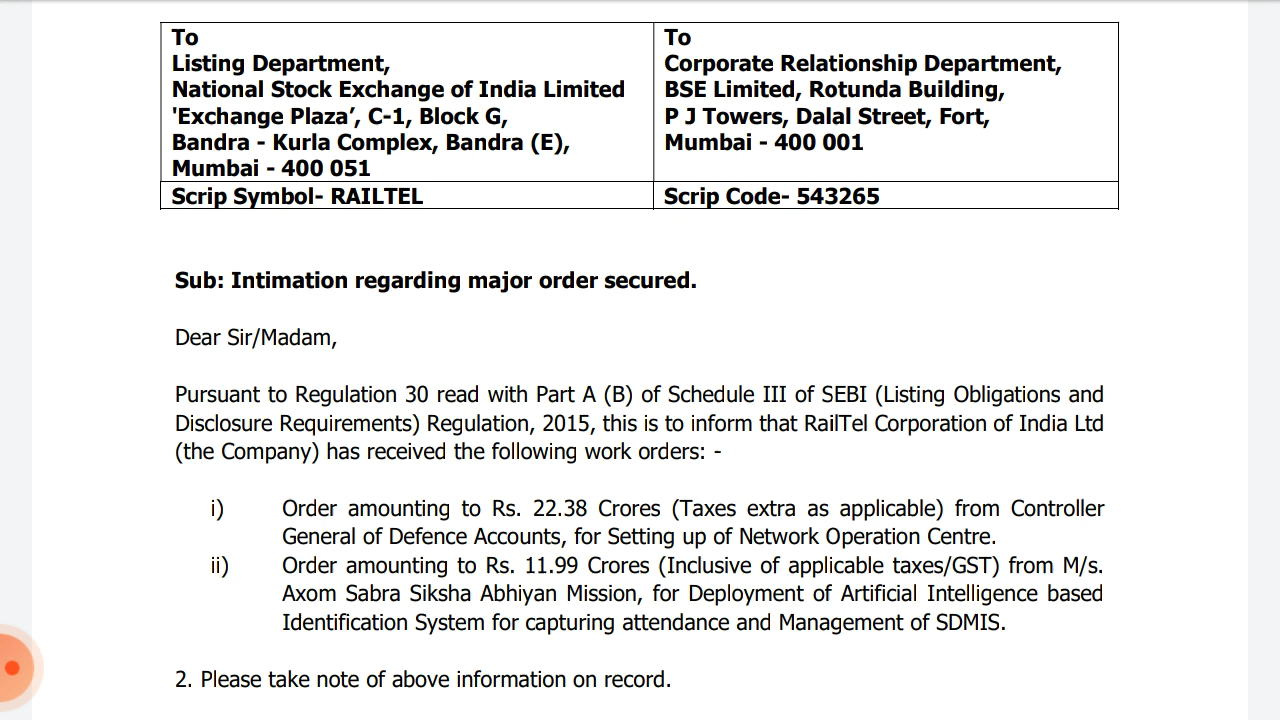 To
Listing Department,
National Stock Exchange of India Limited
'Exchange Plaza’, C-1, Block G,
Bandra - Kurla Complex, Bandra (E),
Mumbai - 400 051
Scrip Symbol- RAILTEL
To
Corporate Relationship Department,
BSE Limited, Rotunda Building,
P J Towers, Dalal Street, Fort,
Mumbai - 400 001
Scrip Code- 543265
Sub: Intimation regarding major order secured.
Dear Sir/Madam,
Pursuant to Regulation 30 read with Part A (B) of Schedule III of SEBI (Listing Obligations and
Disclosure Requirements) Regulation, 2015, this is to inform that RailTel Corporation of India Ltd
(the Company) has received the following work orders: -
i) Order amounting to Rs. 22.38 Crores (Taxes extra as applicable) from Controller
General of Defence Accounts, for Setting up of Network Operation Centre.
ii) Order amounting to Rs. 11.99 Crores (Inclusive of applicable taxes/GST) from M/s.
Axom Sabra Siksha Abhiyan Mission, for Deployment of Artificial Intelligence based
Identification System for capturing attendance and Management of SDMIS.
2. Please take note of above information on record.